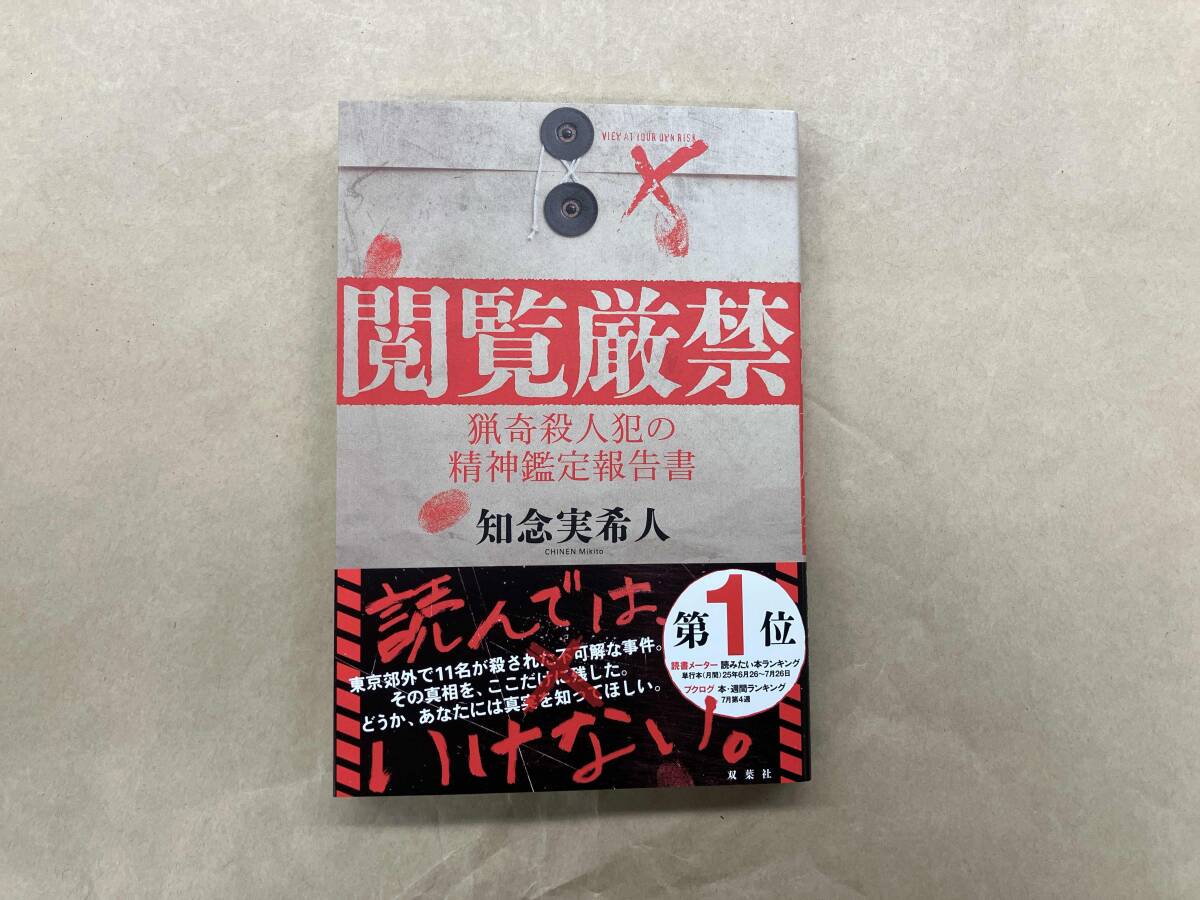 VIEW AT YOUR OWN RISK
閲覧厳禁
猟奇殺人犯の
精神鑑定報告書
知念実希人
CHINEN Mikito
読んでは、
東京郊外で11名が殺された不可解な事件。
その真相を、ここだけに残した。
どうか、あなたには真実を知ってほしい。
いけない。
第1位
読書メーター 読みたい本ランキング
単行本(月間)25年6月26~7月26日
ブクログ 本・週間ランキング
7月第4週
双葉社